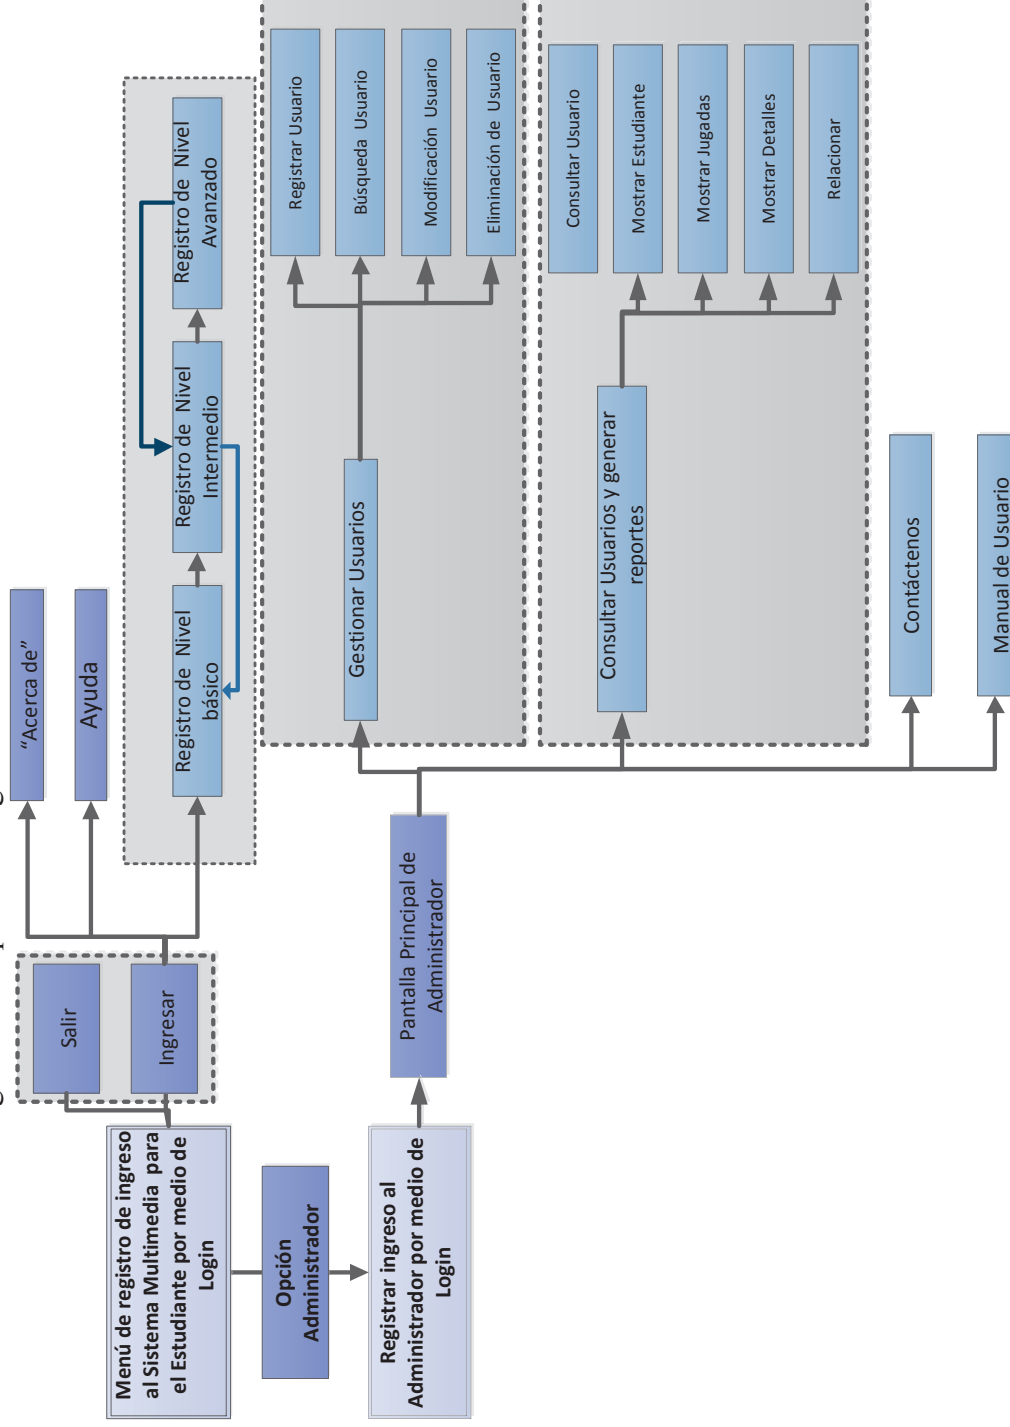 Menú de registro de ingreso
al Sistema Multimedia para
el Estudiante por medio de
Login
Salir
Ingresar
"Acerca de"
Ayuda
Registro de Nivel
básico
Registro de Nivel
Intermedio
Registro de Nivel
Avanzado
Opción
Administrador
Registrar ingreso al
Administrador por medio de
Login
Pantalla Principal de
Administrador
Gestionar Usuarios
Registrar Usuario
Búsqueda Usuario
Modificación Usuario
Eliminación de Usuario
Consultar Usuarios y generar
reportes
Consultar Usuario
Mostrar Estudiante
Mostrar Jugadas
Mostrar Detalles
Relacionar
Contáctenos
Manual de Usuario